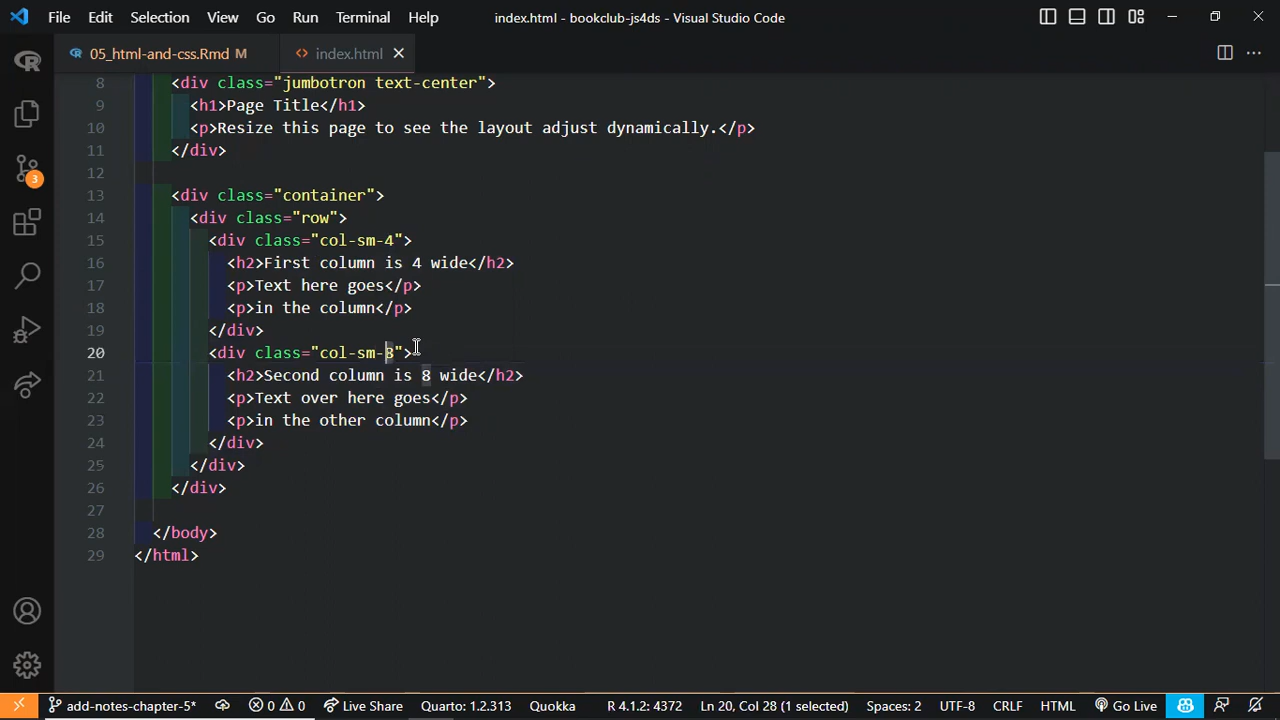 File Edit Selection View Go Run Terminal Help index.html - bookclub-js4ds - Visual Studio Code
05_html-and-css.Rmd M index.html
8 <div class="jumbotron text-center">
9 <h1>Page Title</h1>
10 <p>Resize this page to see the layout adjust dynamically.</p>
11 </div>
12
13 <div class="container">
14 <div class="row">
15 <div class="col-sm-4">
16 <h2>First column is 4 wide</h2>
17 <p>Text here goes</p>
18 <p>in the column</p>
19 </div>
20 <div class="col-sm-8">
21 <h2>Second column is 8 wide</h2>
22 <p>Text over here goes</p>
23 <p>in the other column</p>
24 </div>
25 </div>
26 </div>
27
28 </body>
29 </html>
3
add-notes-chapter-5* 0 0 Live Share Quarto: 1.2.313 Quokka R 4.1.2: 4372 Ln 20, Col 28 (1 selected) Spaces: 2 UTF-8 CRLF HTML Go Live